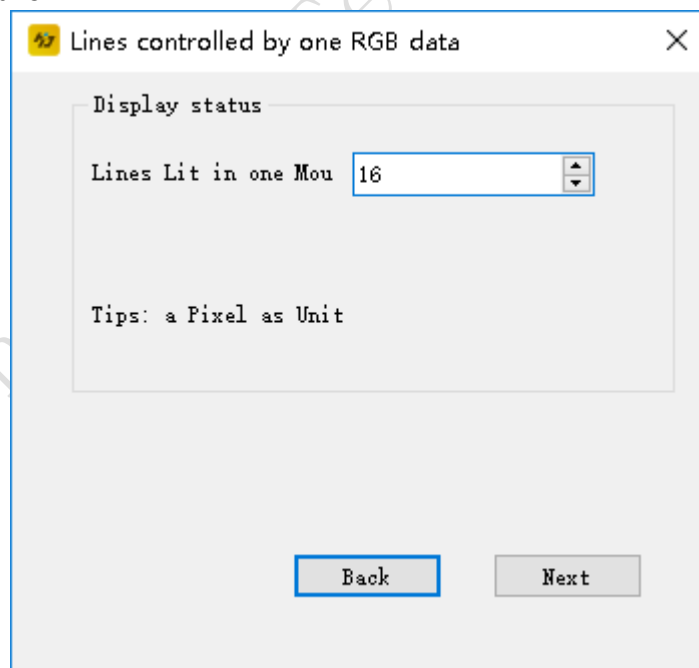 Lines controlled by one RGB data
Display status
Lines Lit in one Mou 16
Tips: a Pixel as Unit
Back Next